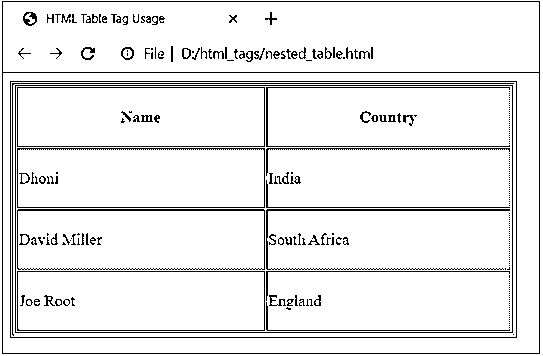 HTML Table Tag Usage
File | D:/html_tags/nested_table.html
Name Country
Dhoni India
David Miller South Africa
Joe Root England